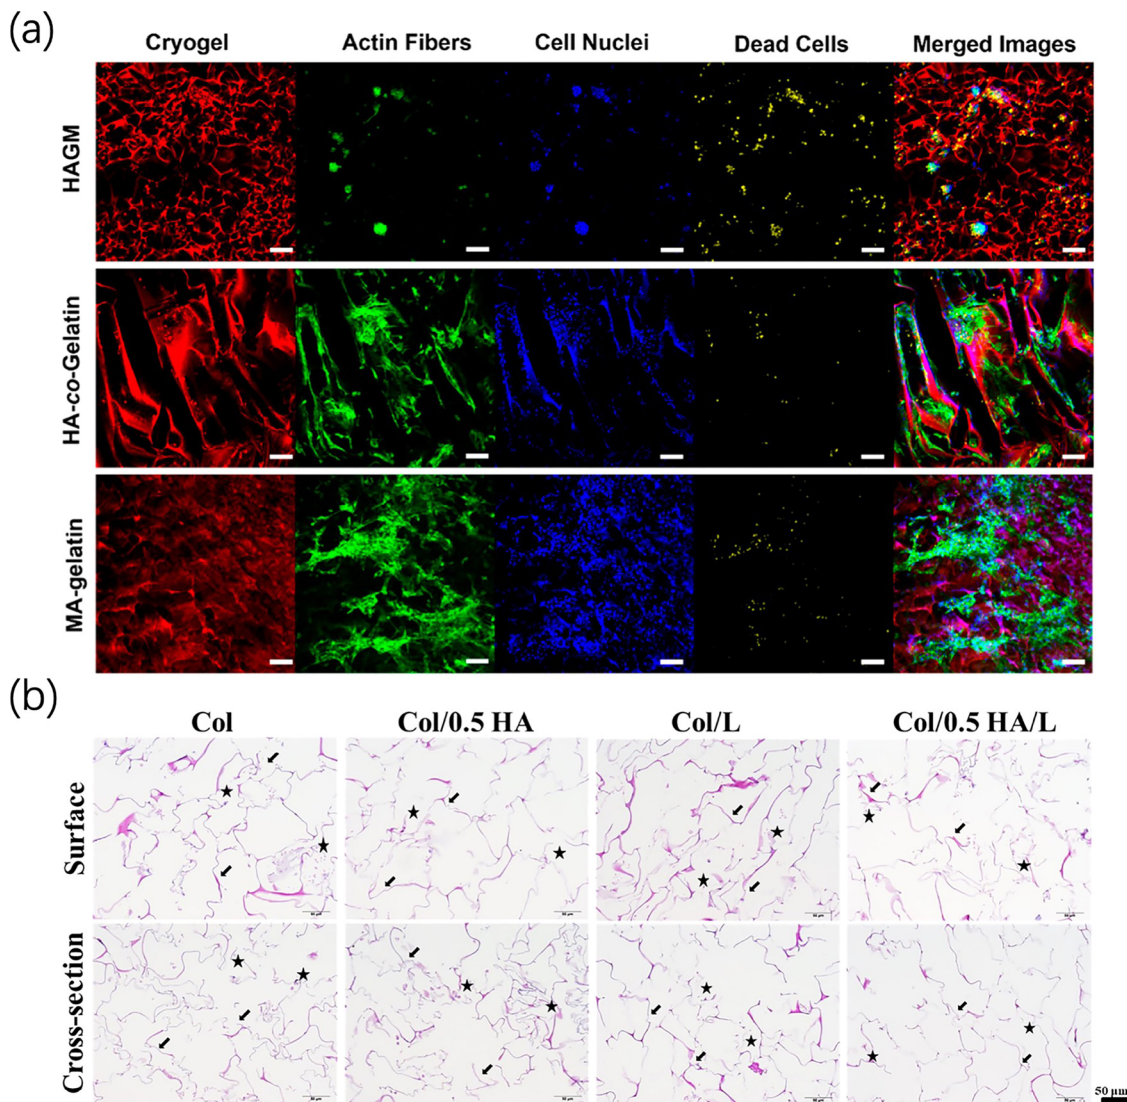 (a)
Cryogel Actin Fibers Cell Nuclei Dead Cells Merged Images
HAGM
HA-co-Gelatin
MA-gelatin
(b)
Col Col/0.5 HA Col/L Col/0.5 HA/L
Surface
Cross-section
50 μm